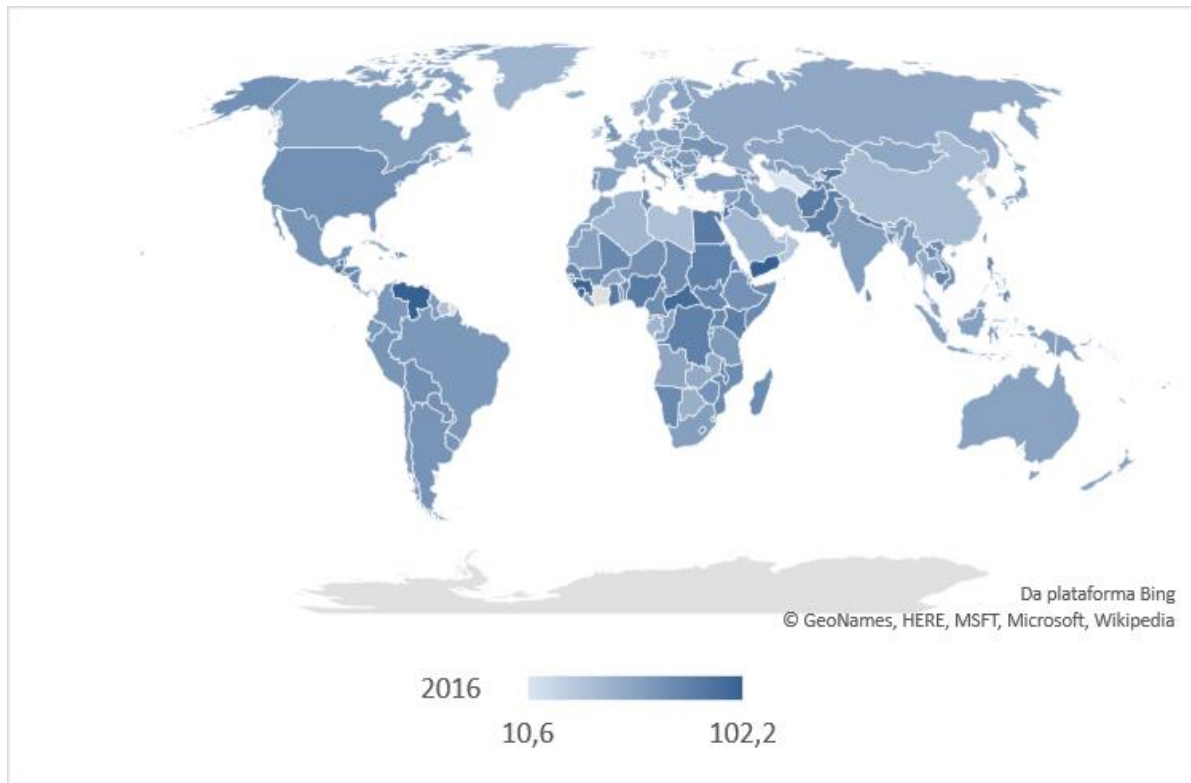 Da plataforma Bing
© GeoNames, HERE, MSFT, Microsoft, Wikipedia
2016
10,6 102,2